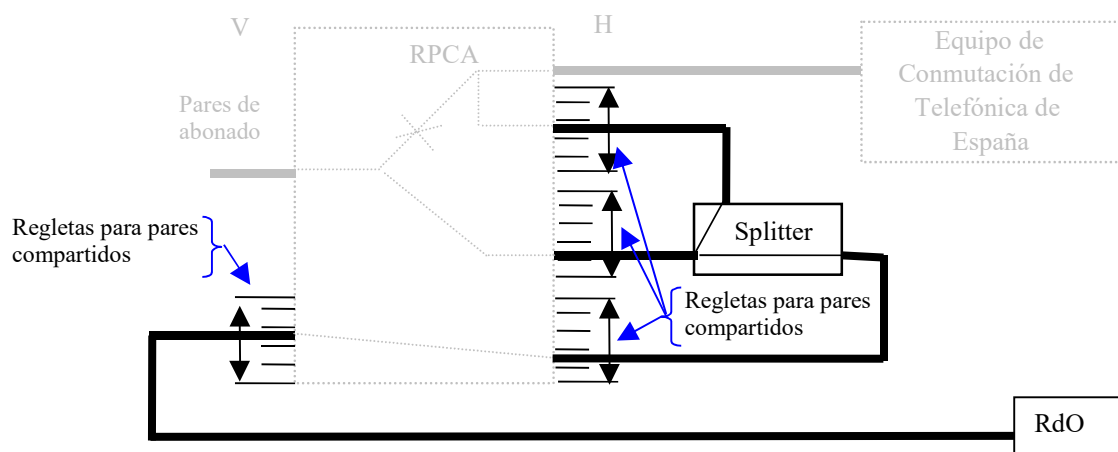 V
H
RPCA
Equipo de
Conmutación de
Telefónica de
España
Pares de
abonado
Regletas para pares
compartidos
Splitter
Regletas para pares
compartidos
RdO